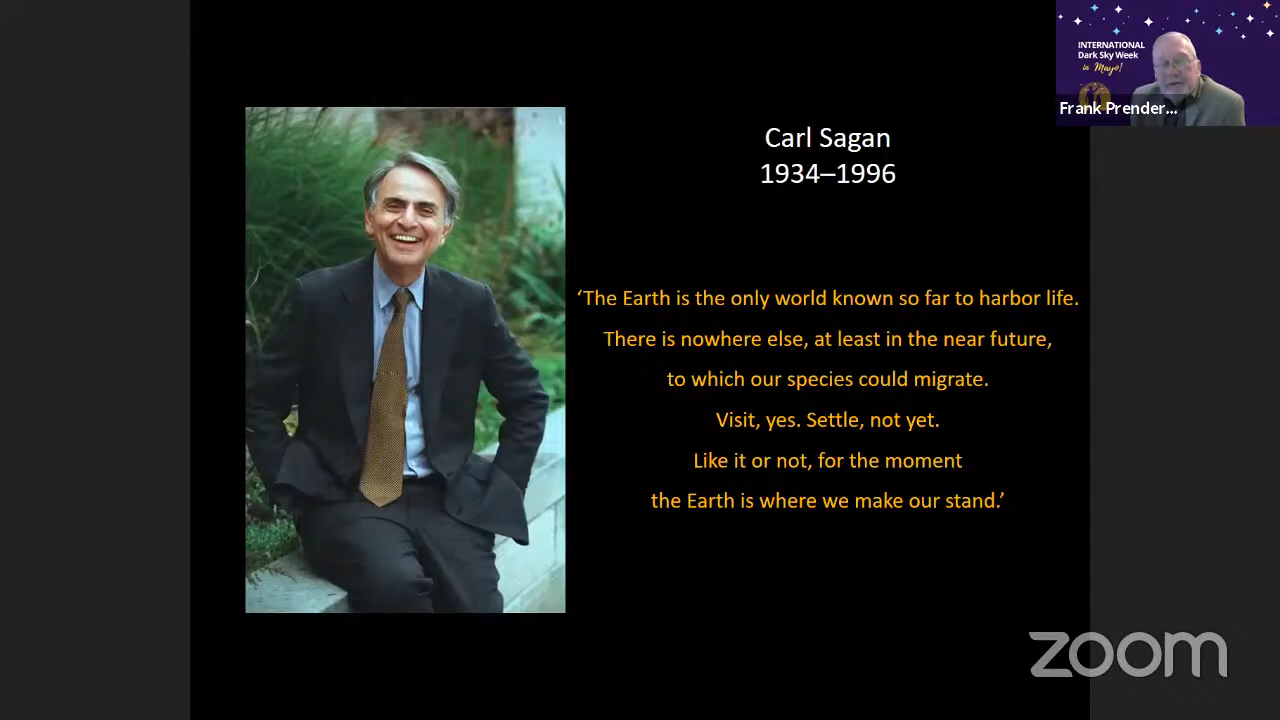 INTERNATIONAL
Dark Sky Week
in Mayo!
Frank Prender...
Carl Sagan
1934–1996
‘The Earth is the only world known so far to harbor life.
There is nowhere else, at least in the near future,
to which our species could migrate.
Visit, yes. Settle, not yet.
Like it or not, for the moment
the Earth is where we make our stand.’
zoom